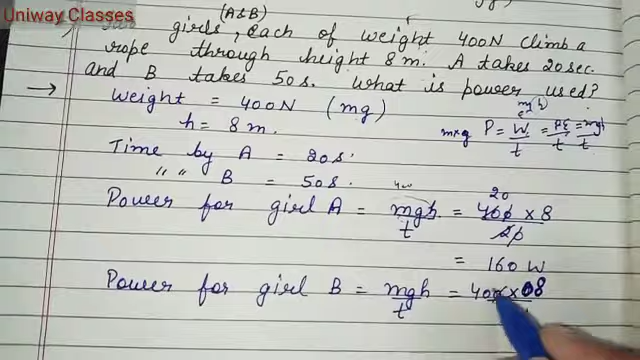 Uniway Classes
(A&B)
girls, each of weight 400N climb a
rope through height 8m. A takes 20sec.
and B takes 50s. What is power used?
→ Weight = 400N (mg)
h = 8m.
m×g P = W/t = PE/t = mgh/t
Time by A = 20s.
" " B = 50s.
Power for girl A = mgh/t = 400 × 8 / 20
20
= 160 W
Power for girl B = mgh/t = 400 × 8